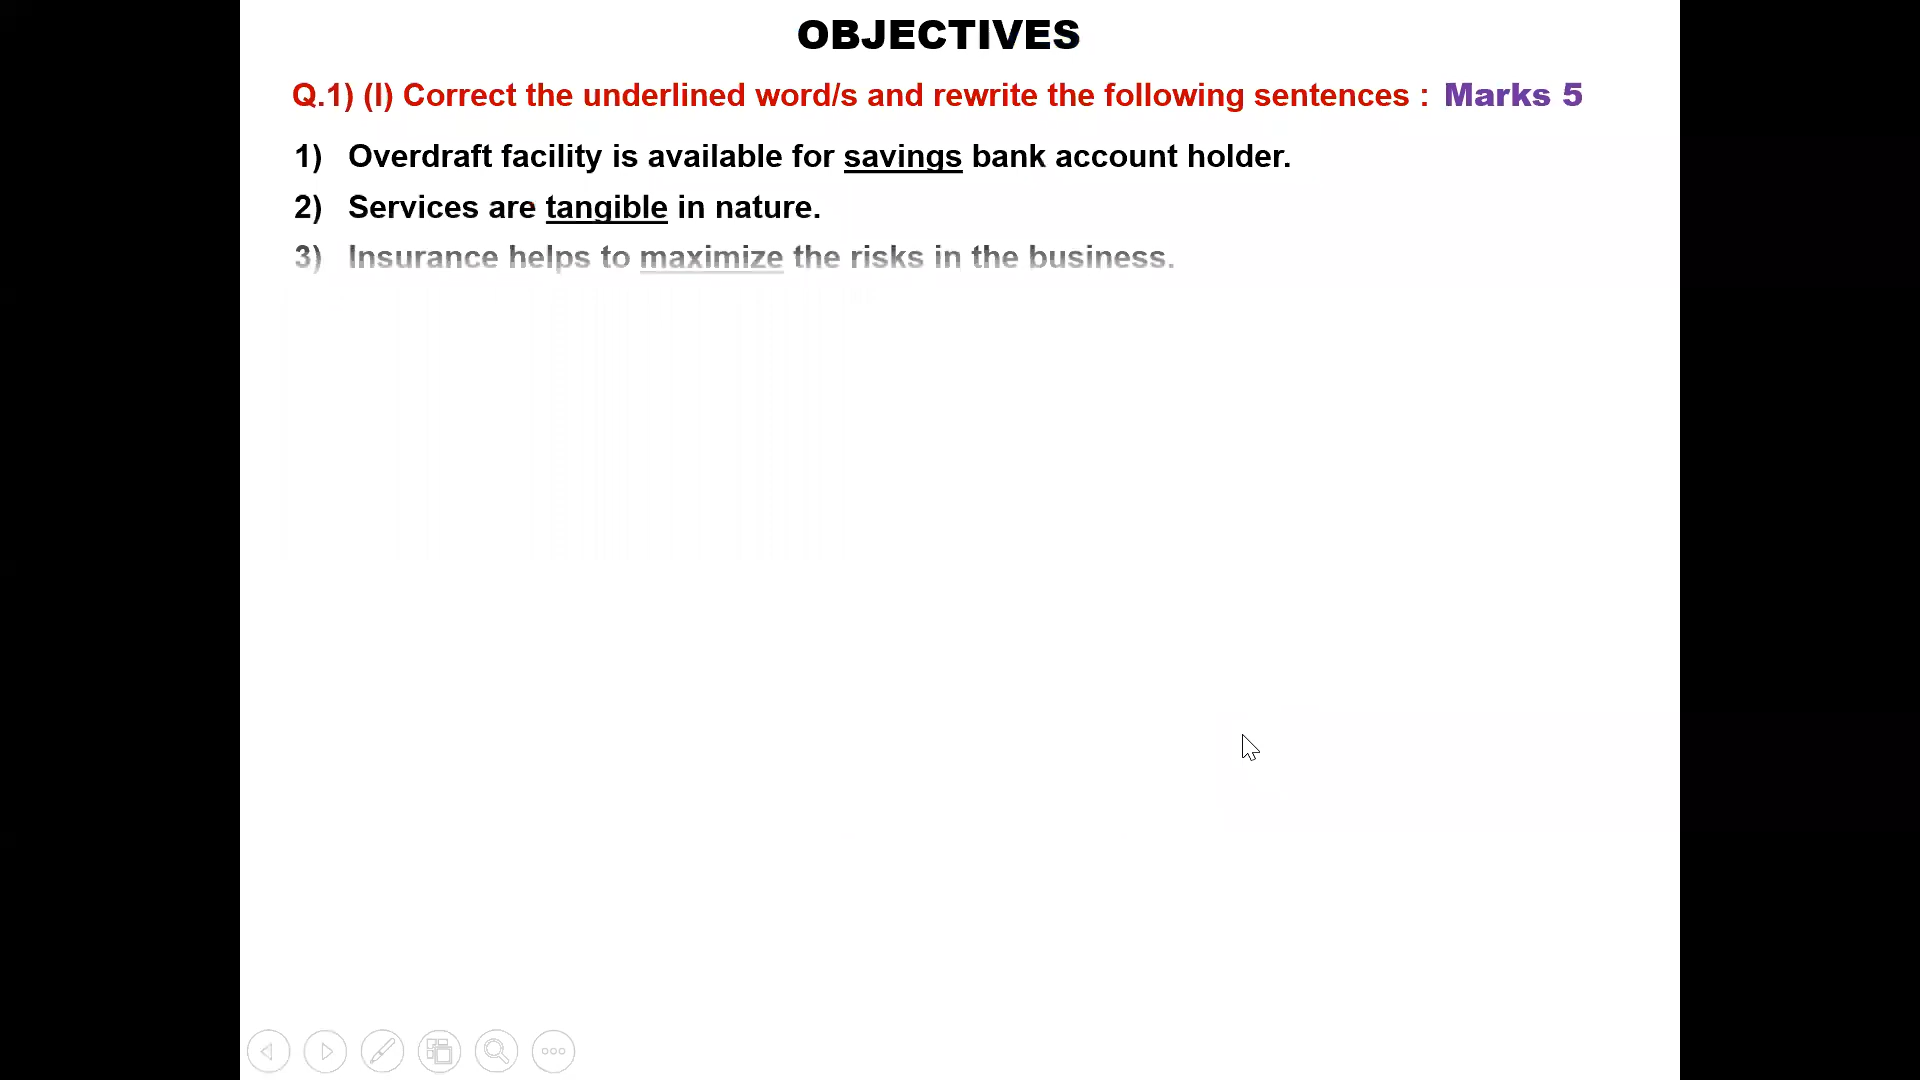 OBJECTIVES
Q.1) (I) Correct the underlined word/s and rewrite the following sentences : Marks 5
1) Overdraft facility is available for savings bank account holder.
2) Services are tangible in nature.
3) Insurance helps to maximize the risks in the business.